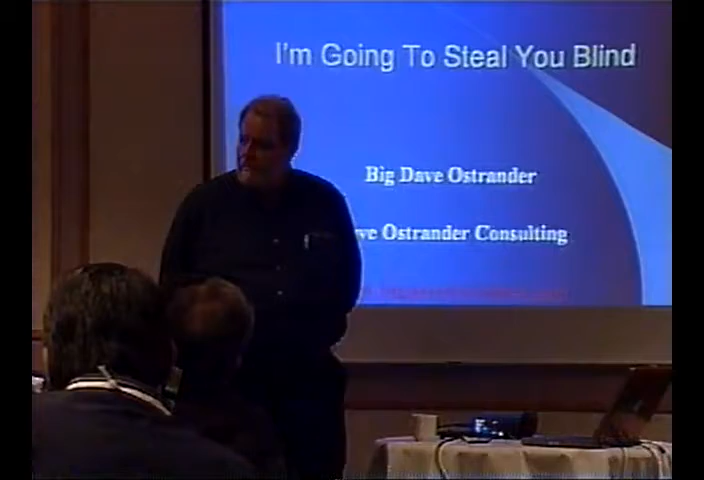 I'm Going To Steal You Blind
Big Dave Ostrander
Ostrander Consulting